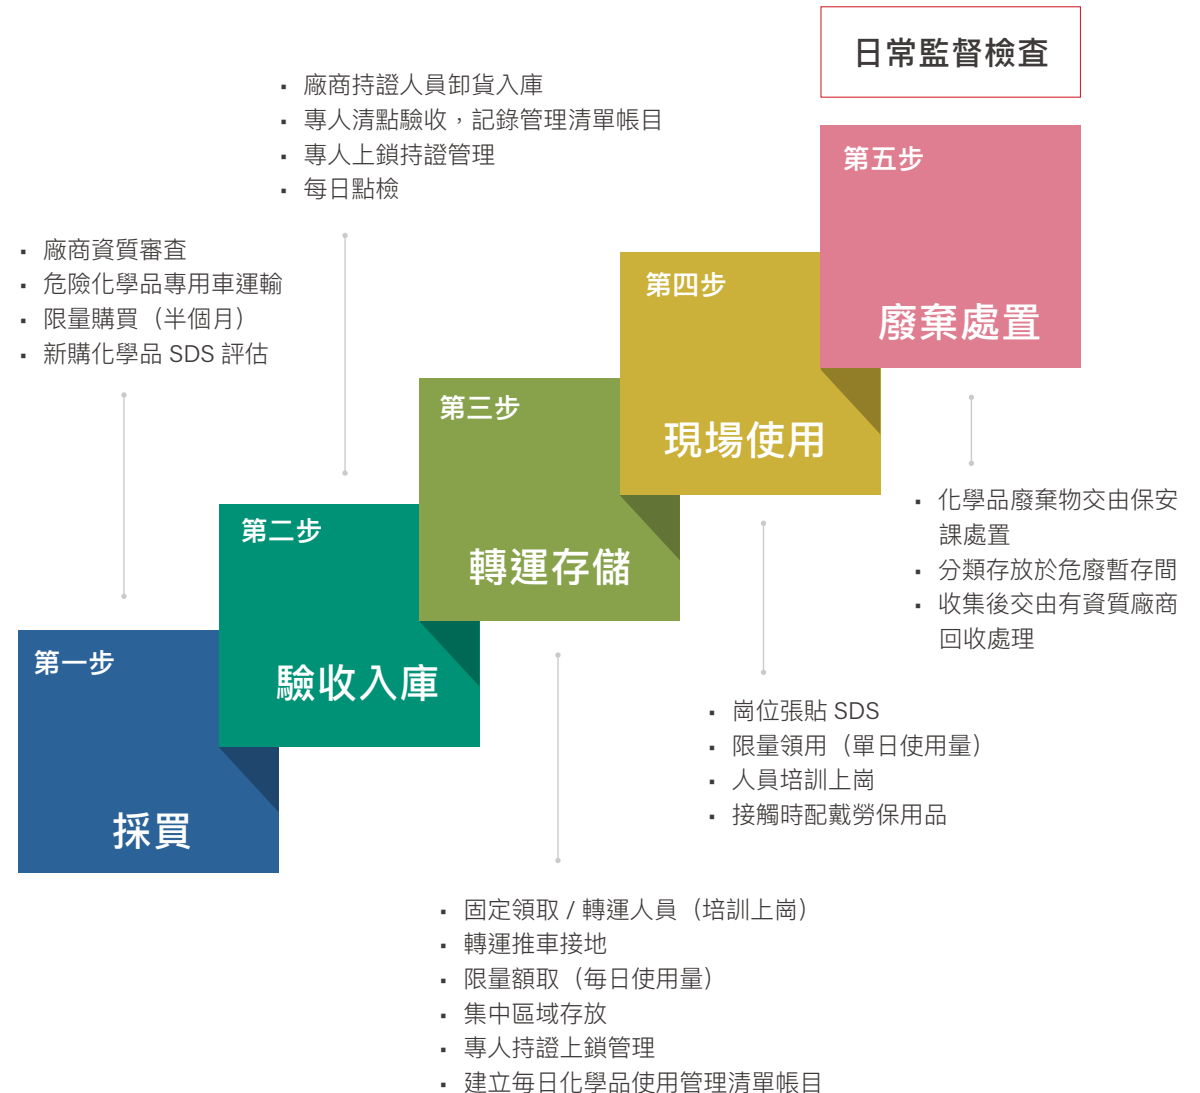 日常監督檢查
第一步
採買
▪ 廠商資質審查
▪ 危險化學品專用車運輸
▪ 限量購買（半個月）
▪ 新購化學品 SDS 評估
第二步
驗收入庫
▪ 廠商持證人員卸貨入庫
▪ 專人清點驗收，記錄管理清單帳目
▪ 專人上鎖持證管理
▪ 每日點檢
第三步
轉運存儲
▪ 固定領取 / 轉運人員（培訓上崗）
▪ 轉運推車接地
▪ 限量額取（每日使用量）
▪ 集中區域存放
▪ 專人持證上鎖管理
▪ 建立每日化學品使用管理清單帳目
第四步
現場使用
▪ 崗位張貼 SDS
▪ 限量領用（單日使用量）
▪ 人員培訓上崗
▪ 接觸時配戴勞保用品
第五步
廢棄處置
▪ 化學品廢棄物交由保安
課處置
▪ 分類存放於危廢暫存間
▪ 收集後交由有資質廠商
回收處理